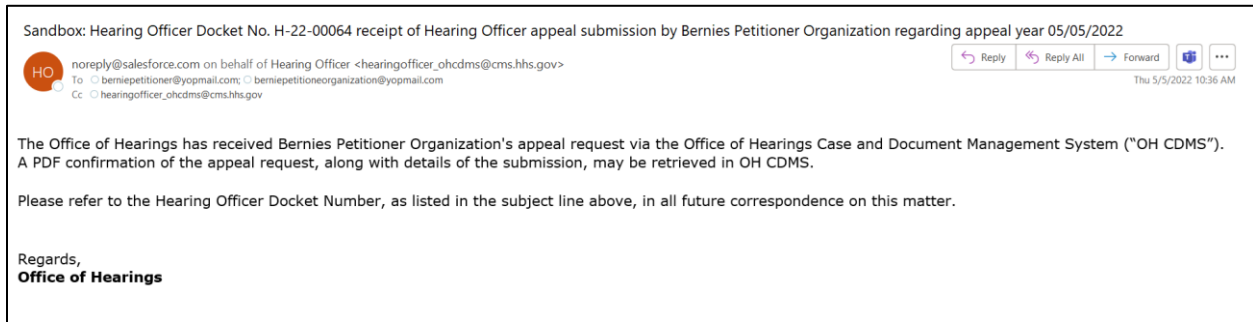 Sandbox: Hearing Officer Docket No. H-22-00064 receipt of Hearing Officer appeal submission by Bernies Petitioner Organization regarding appeal year 05/05/2022
HO
noreply@salesforce.com on behalf of Hearing Officer <hearingofficer_ohcdms@cms.hhs.gov>
To berniepetitioner@yopmail.com; berniepetitioneorganization@yopmail.com
Cc hearingofficer_ohcdms@cms.hhs.gov
Reply Reply All Forward
Thu 5/5/2022 10:36 AM
The Office of Hearings has received Bernies Petitioner Organization's appeal request via the Office of Hearings Case and Document Management System (“OH CDMS”).
A PDF confirmation of the appeal request, along with details of the submission, may be retrieved in OH CDMS.
Please refer to the Hearing Officer Docket Number, as listed in the subject line above, in all future correspondence on this matter.
Regards,
Office of Hearings